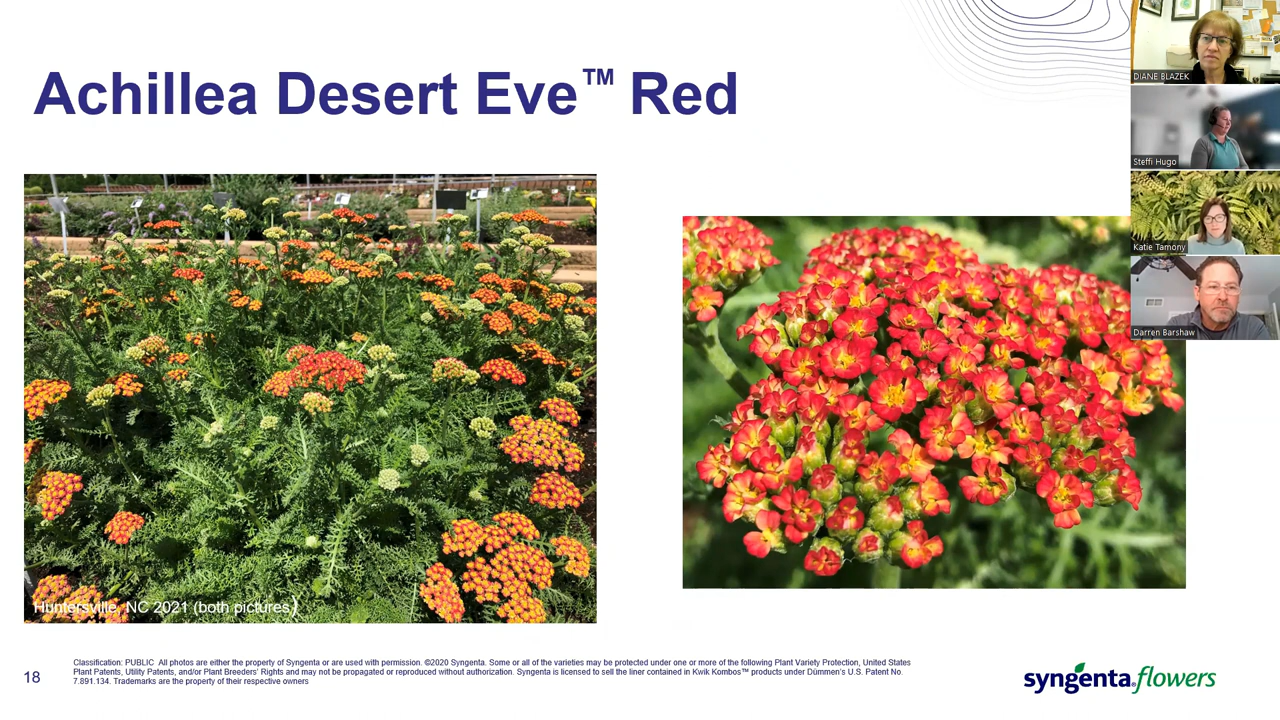 Achillea Desert Eve™ Red
DIANE BLAZEK
Steffi Hugo
Katie Tamony
Darren Barshaw
Huntersville, NC 2021 (both pictures)
18
Classification: PUBLIC All photos are either the property of Syngenta or are used with permission. ©2020 Syngenta. Some or all of the varieties may be protected under one or more of the following Plant Variety Protection, United States
Plant Patents, Utility Patents, and/or Plant Breeders' Rights and may not be propagated or reproduced without authorization. Syngenta is licensed to sell the liner contained in Kwik Kombos™ products under Dümmen's U.S. Patent No.
7.891.134. Trademarks are the property of their respective owners
syngenta®flowers